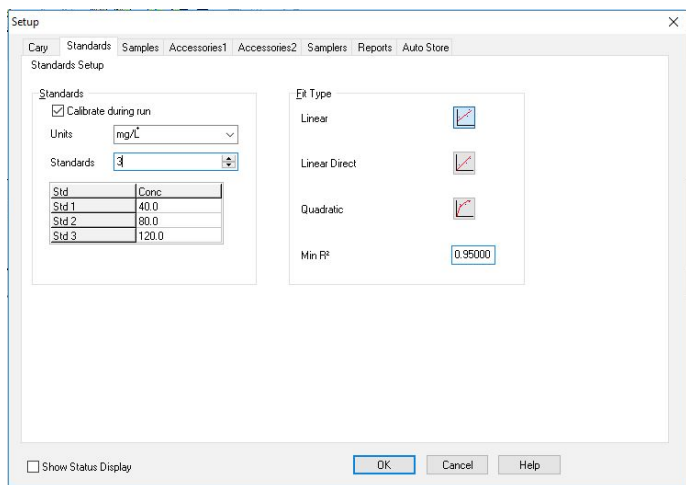 Setup
Cary Standards Samples Accessories1 Accessories2 Samplers Reports Auto Store
Standards Setup
Standards
Calibrate during run
Units mg/L*
Standards 3
Std Conc
Std 1 40.0
Std 2 80.0
Std 3 120.0
Fit Type
Linear
Linear Direct
Quadratic
Min R² 0.95000
Show Status Display
OK Cancel Help